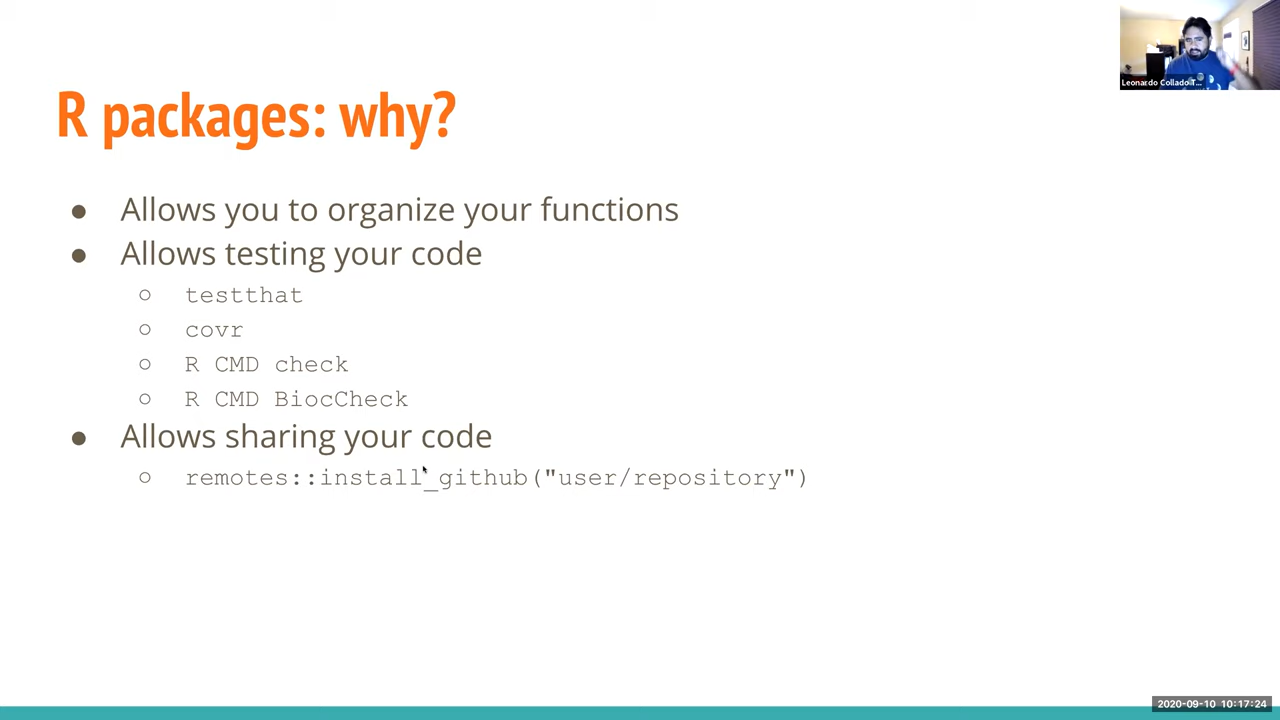 Leonardo Collado T...
R packages: why?
● Allows you to organize your functions
● Allows testing your code
○ testthat
○ covr
○ R CMD check
○ R CMD BiocCheck
● Allows sharing your code
○ remotes::install_github("user/repository")
2020-09-10 10:17:24